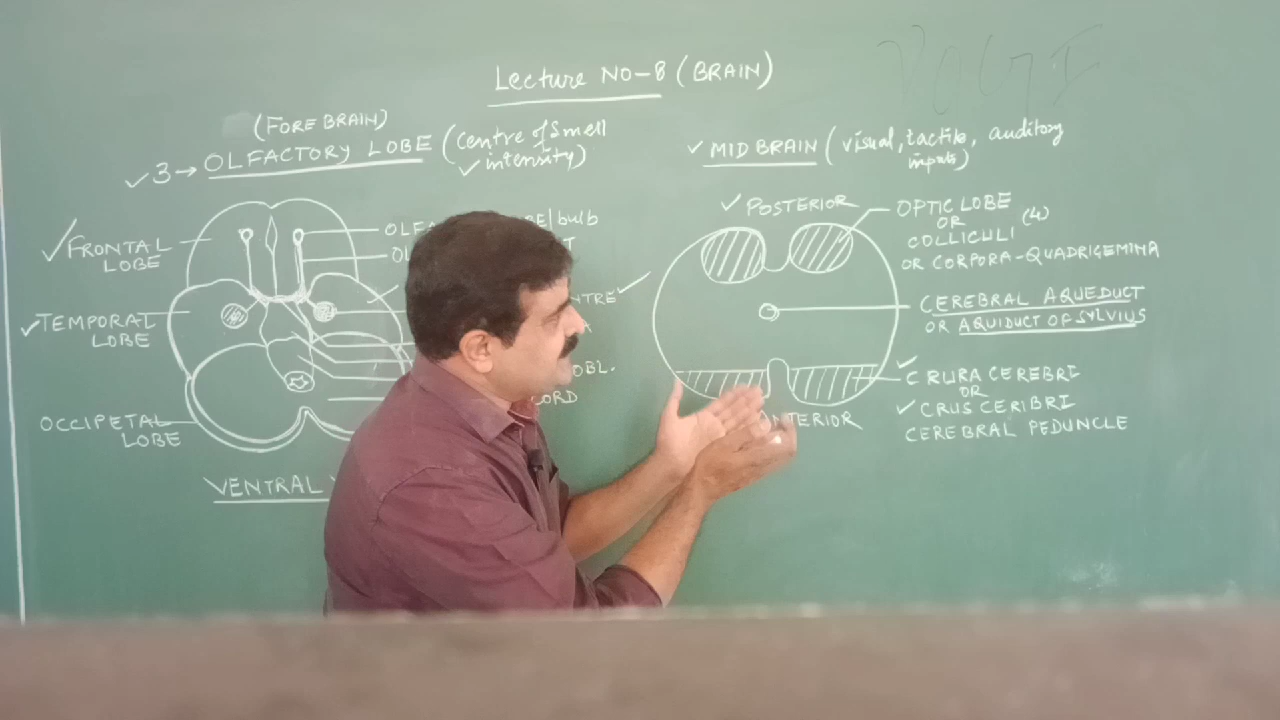 Lecture NO-8 (BRAIN)
(FORE BRAIN)
3→ OLFACTORY LOBE (Centre of Smell
intensity)
FRONTAL
LOBE
TEMPORAL
LOBE
OCCIPETAL
LOBE
bulb
VENTRAL
MID BRAIN (visual, tactile, auditory
inputs)
POSTERIOR
OPTIC LOBE
OR
COLLICULI (4)
OR CORPORA-QUADRIGEMINA
CEREBRAL AQUEDUCT
OR AQUIDUCT OF SYLVIUS
CRURA CEREBRI
OR
CRUS CERIBRI
CEREBRAL PEDUNCLE
ANTERIOR